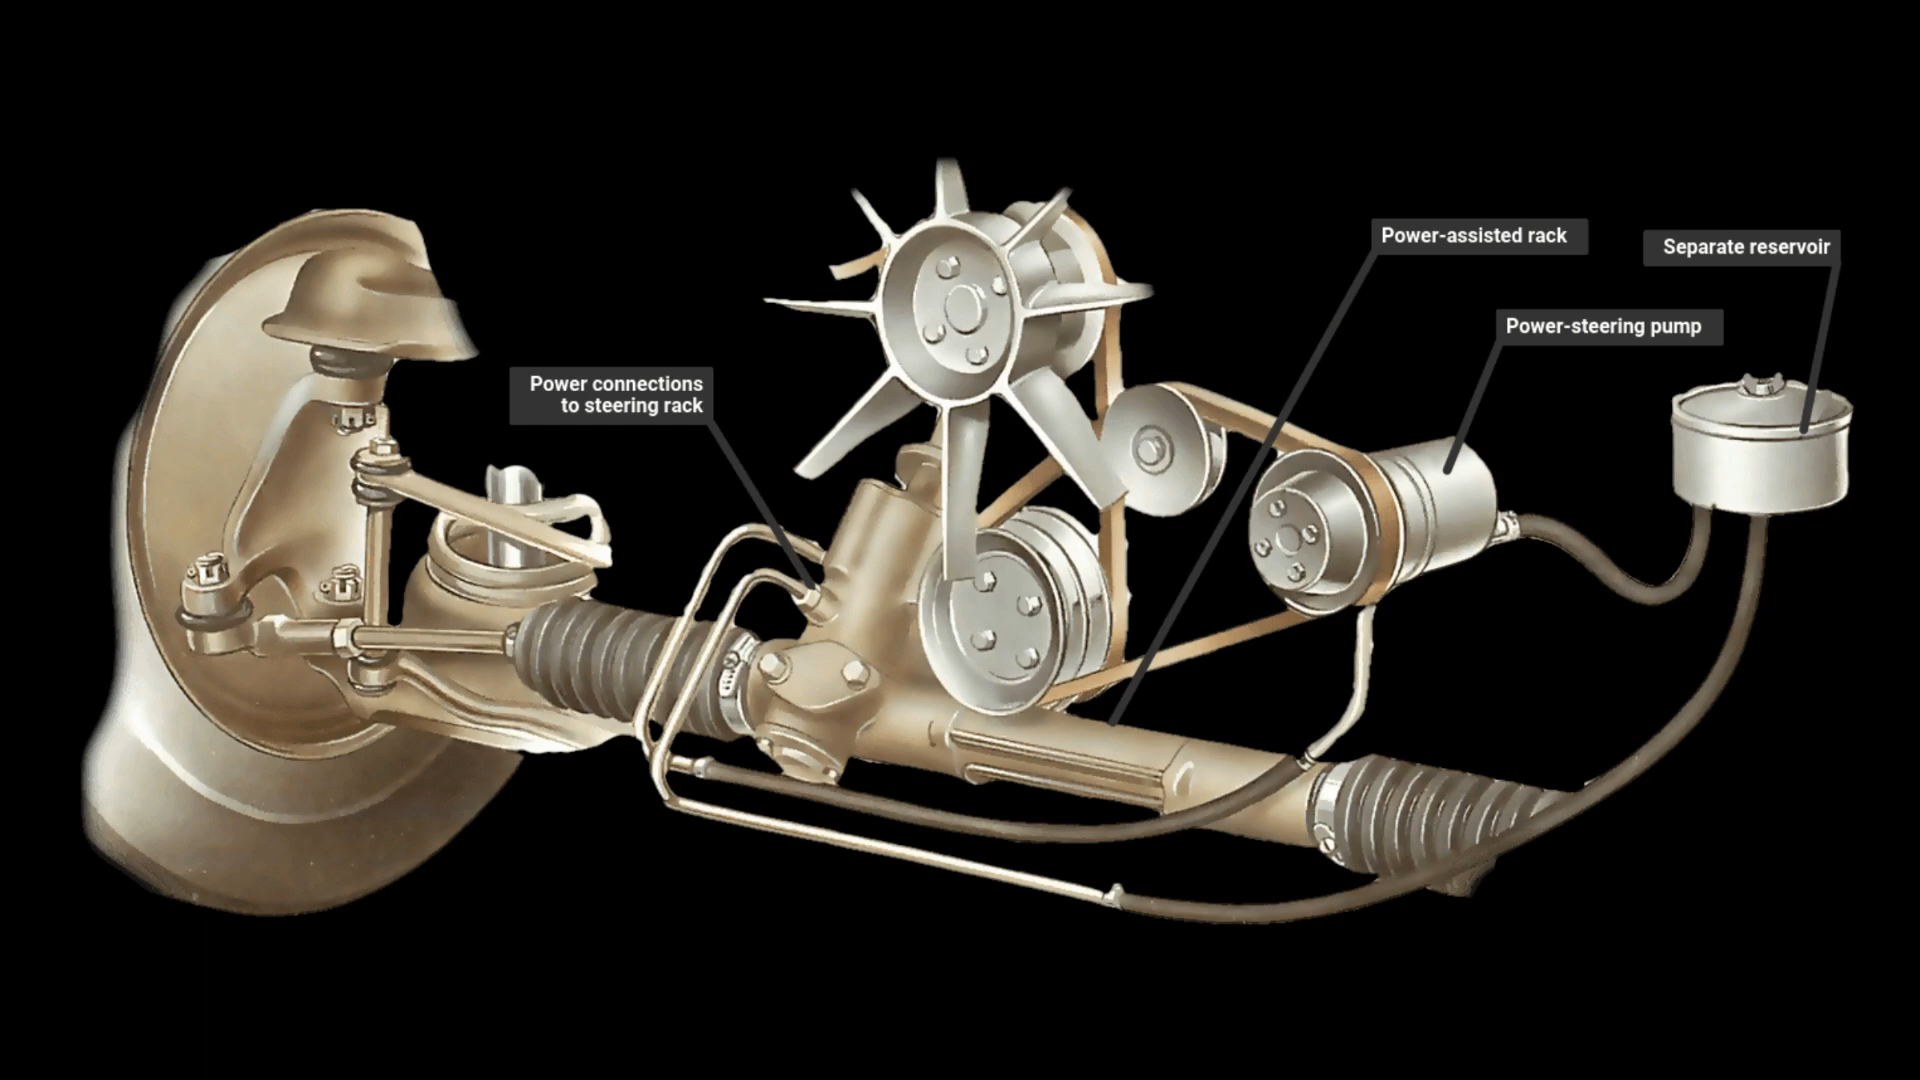 Power-assisted rack
Separate reservoir
Power-steering pump
Power connections
to steering rack